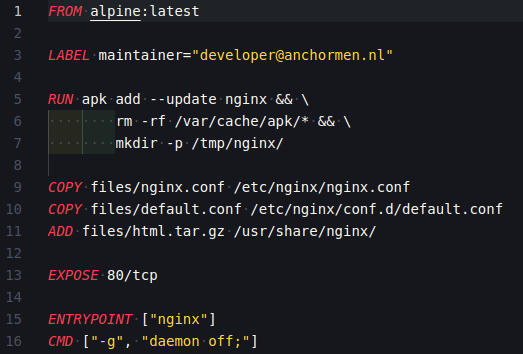 1 FROM alpine:latest
2
3 LABEL maintainer="developer@anchormen.nl"
4
5 RUN apk add --update nginx && \
6         rm -rf /var/cache/apk/* && \
7         mkdir -p /tmp/nginx/
8
9 COPY files/nginx.conf /etc/nginx/nginx.conf
10 COPY files/default.conf /etc/nginx/conf.d/default.conf
11 ADD files/html.tar.gz /usr/share/nginx/
12
13 EXPOSE 80/tcp
14
15 ENTRYPOINT ["nginx"]
16 CMD ["-g", "daemon off;"]